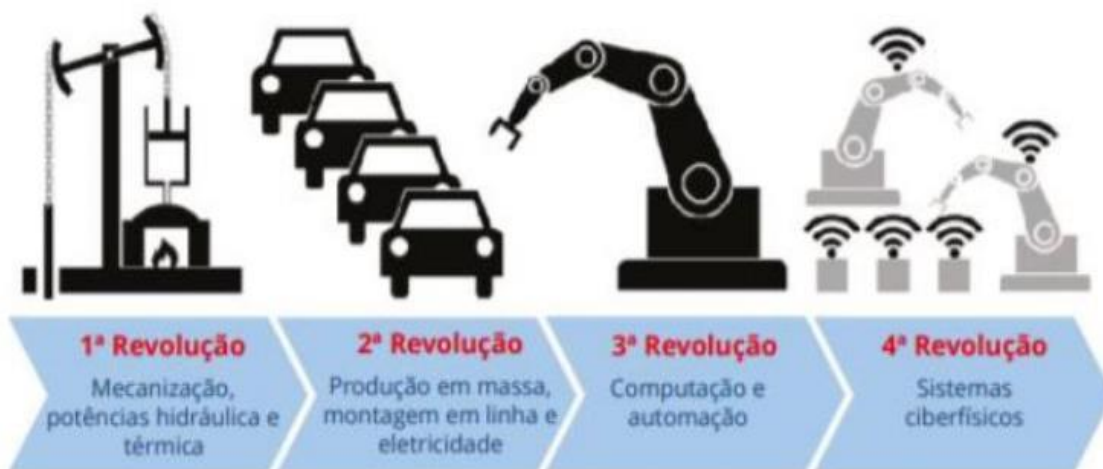 1ª Revolução
Mecanização,
potências hidráulica e
térmica
2ª Revolução
Produção em massa,
montagem em linha e
eletricidade
3ª Revolução
Computação e
automação
4ª Revolução
Sistemas
ciberfísicos